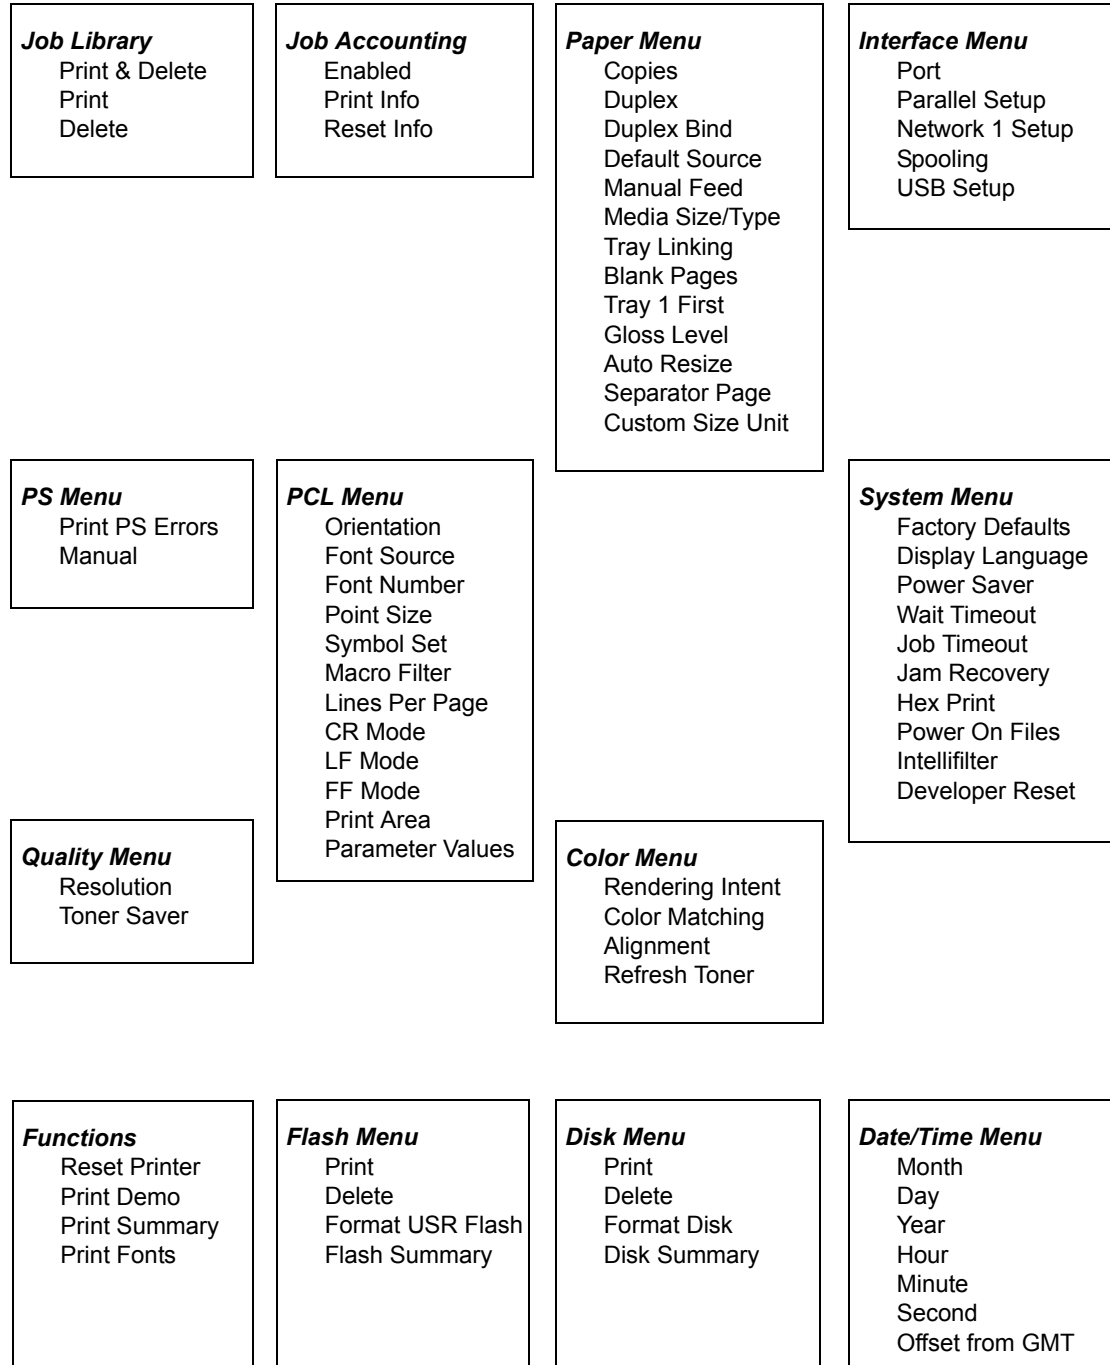 Job Library
Print & Delete
Print
Delete
Job Accounting
Enabled
Print Info
Reset Info
Paper Menu
Copies
Duplex
Duplex Bind
Default Source
Manual Feed
Media Size/Type
Tray Linking
Blank Pages
Tray 1 First
Gloss Level
Auto Resize
Separator Page
Custom Size Unit
Interface Menu
Port
Parallel Setup
Network 1 Setup
Spooling
USB Setup
PS Menu
Print PS Errors
Manual
PCL Menu
Orientation
Font Source
Font Number
Point Size
Symbol Set
Macro Filter
Lines Per Page
CR Mode
LF Mode
FF Mode
Print Area
Parameter Values
System Menu
Factory Defaults
Display Language
Power Saver
Wait Timeout
Job Timeout
Jam Recovery
Hex Print
Power On Files
Intellifilter
Developer Reset
Quality Menu
Resolution
Toner Saver
Color Menu
Rendering Intent
Color Matching
Alignment
Refresh Toner
Functions
Reset Printer
Print Demo
Print Summary
Print Fonts
Flash Menu
Print
Delete
Format USR Flash
Flash Summary
Disk Menu
Print
Delete
Format Disk
Disk Summary
Date/Time Menu
Month
Day
Year
Hour
Minute
Second
Offset from GMT